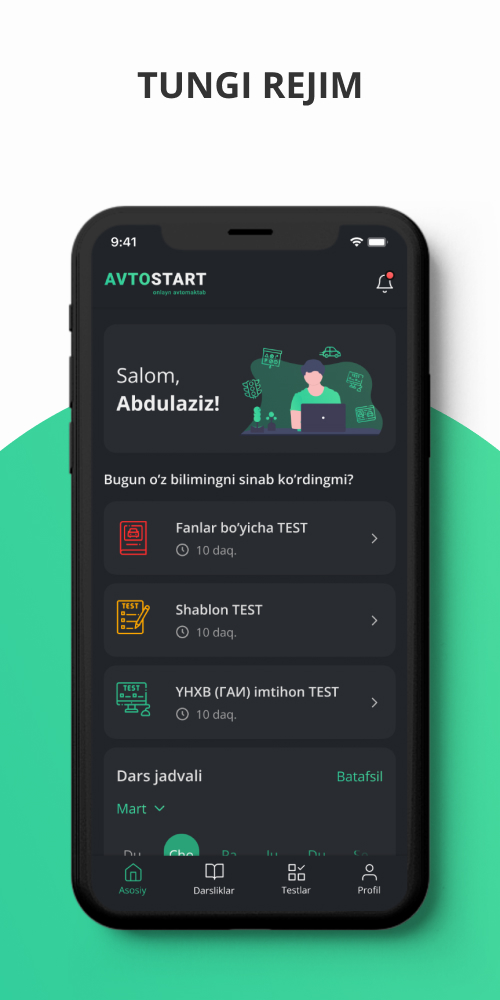 TUNGI REJIM
9:41
AVTOSTART
onlayn avtomaktab
Salom,
Abdulaziz!
Bugun o‘z bilimingni sinab ko‘rdingmi?
Fanlar bo‘yicha TEST
10 daq.
TEST
Shablon TEST
10 daq.
TEST
YHXB (ГАИ) imtihon TEST
10 daq.
Dars jadvali
Batafsil
Mart
Du Cho Pa Ju Du
Asosiy Darsliklar Testlar Profil